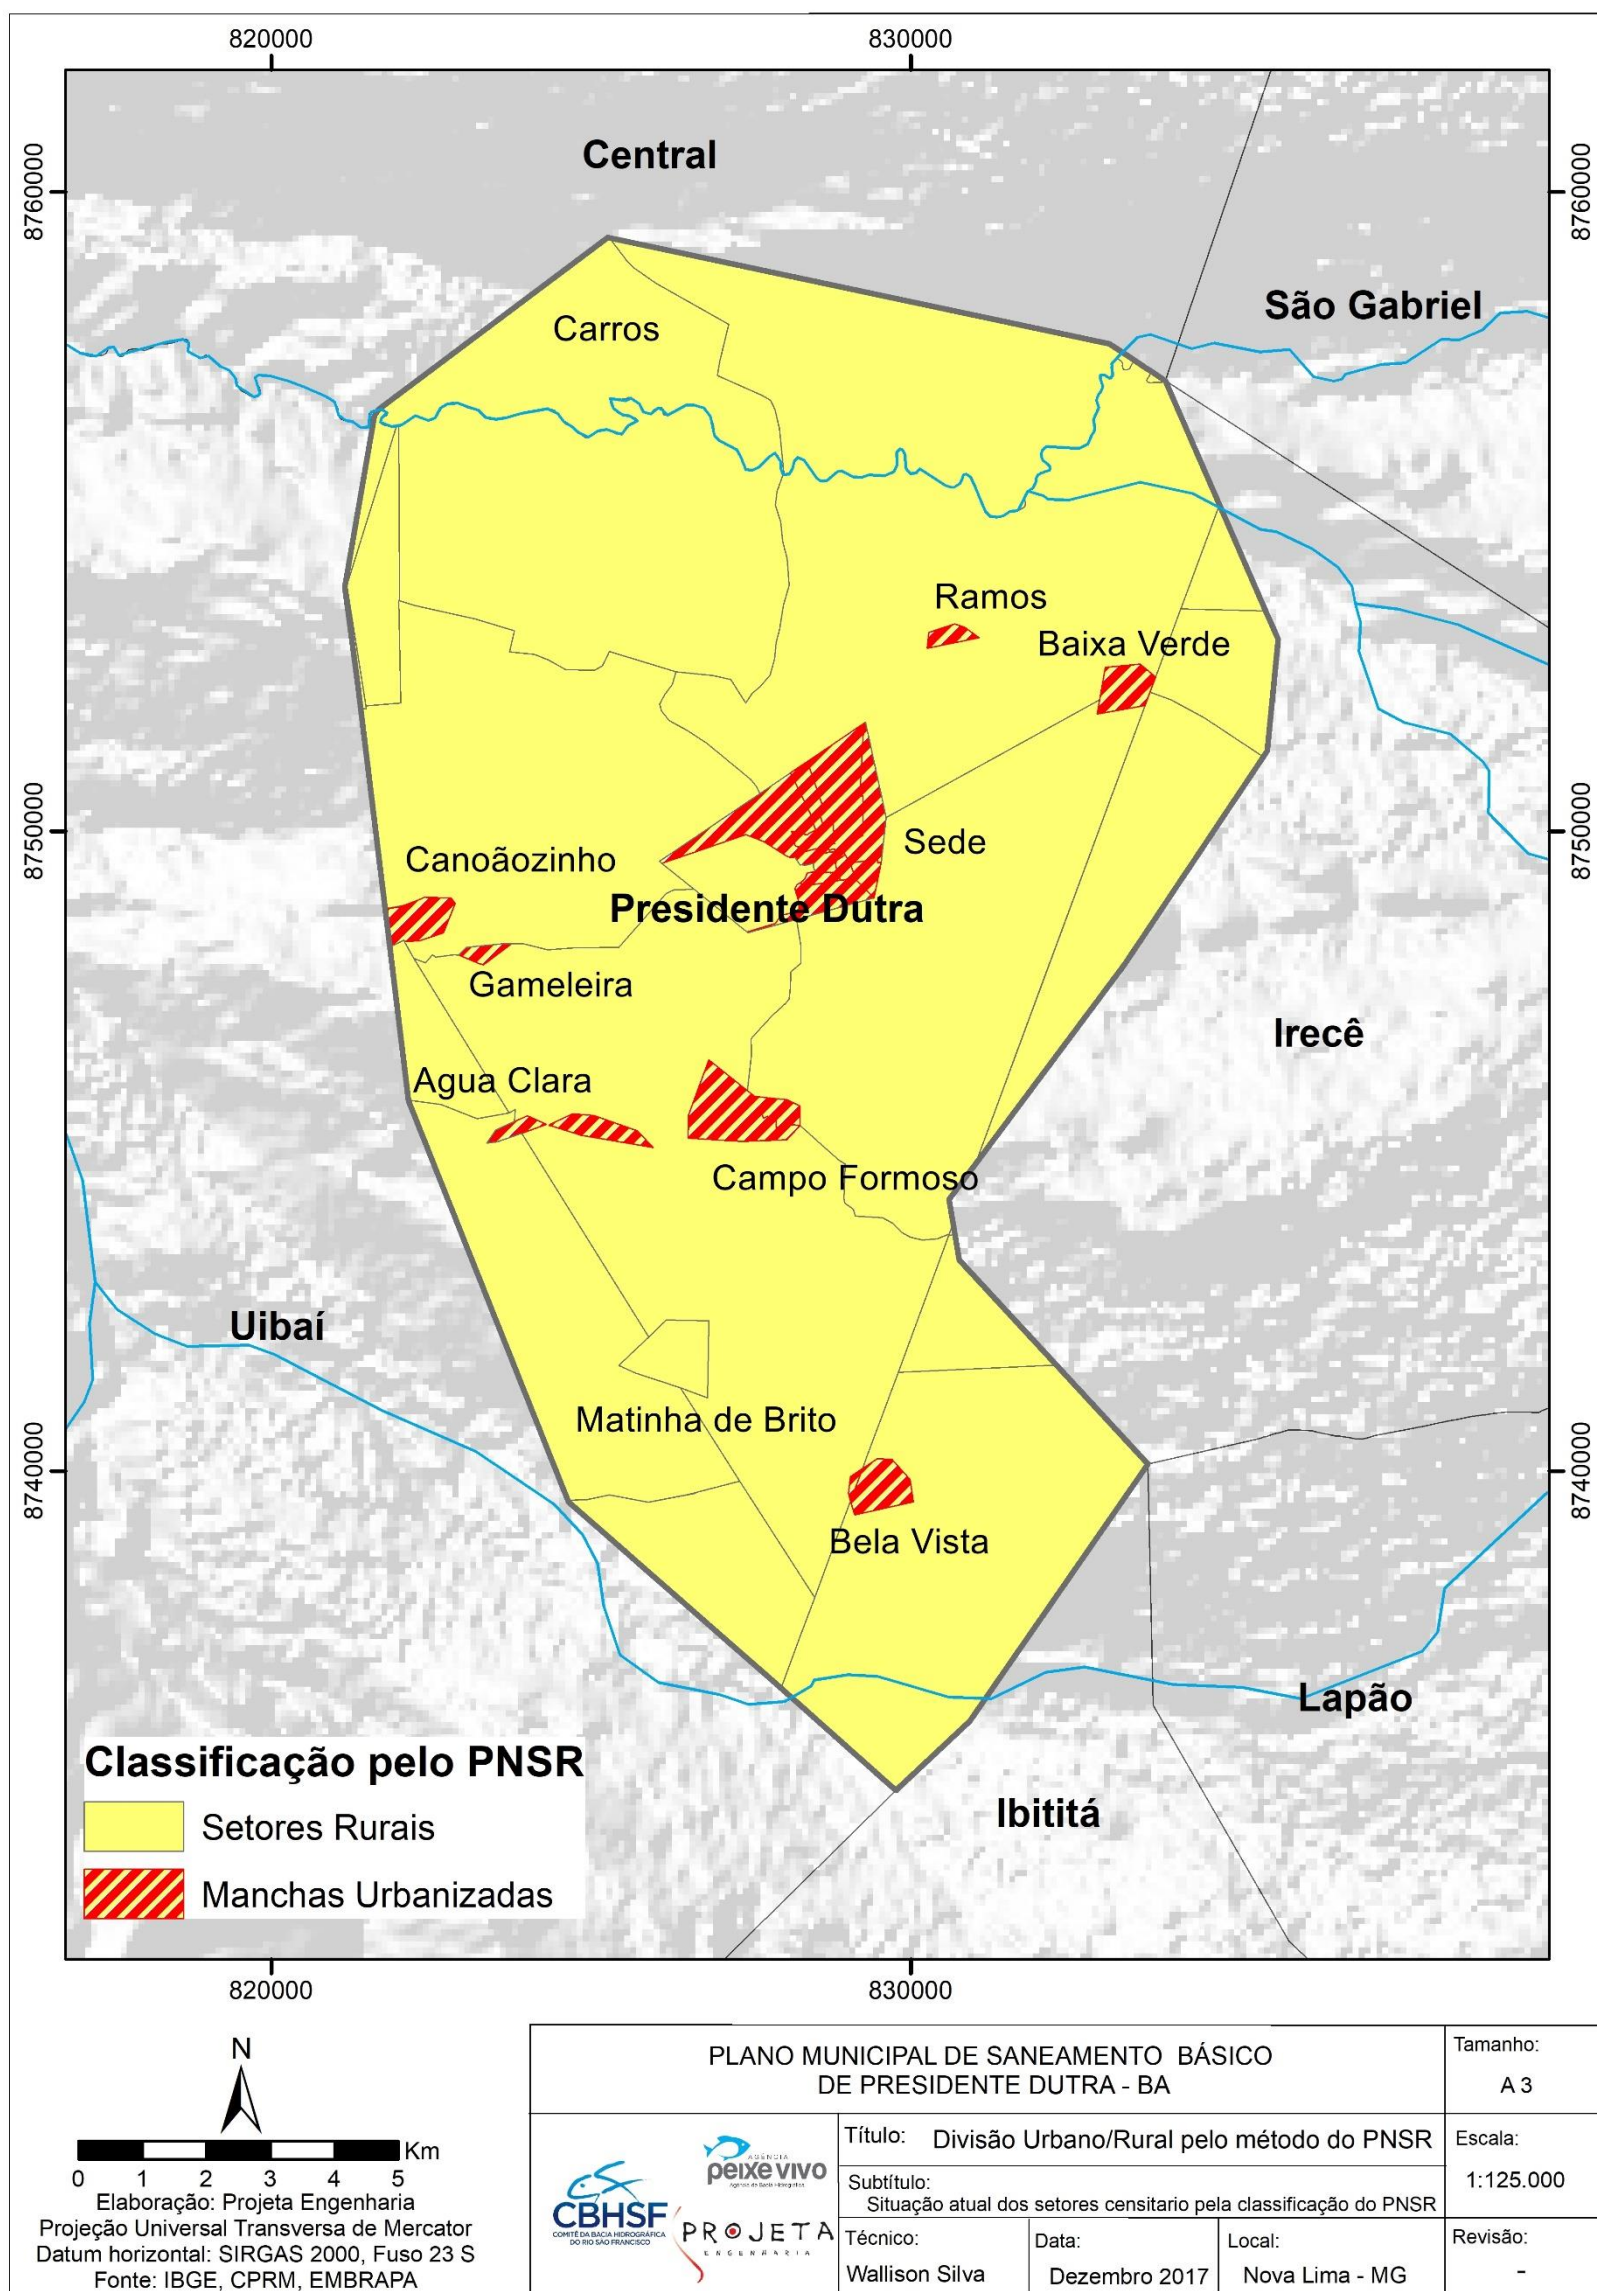 820000
830000
8760000
8760000
Central
São Gabriel
Carros
Ramos
Baixa Verde
8750000
8750000
Sede
Canoãozinho
Presidente Dutra
Gameleira
Irecê
Agua Clara
Campo Formoso
Uibaí
Matinha de Brito
8740000
8740000
Bela Vista
Lapão
Ibititá
Classificação pelo PNSR
Setores Rurais
Manchas Urbanizadas
820000
830000
N
Km
0 1 2 3 4 5
Elaboração: Projeta Engenharia
Projeção Universal Transversa de Mercator
Datum horizontal: SIRGAS 2000, Fuso 23 S
Fonte: IBGE, CPRM, EMBRAPA
PLANO MUNICIPAL DE SANEAMENTO BÁSICO
DE PRESIDENTE DUTRA - BA
Tamanho:
A 3
AGÊNCIA
peixe vivo
CBHSF
COMITÊ DA BACIA HIDROGRÁFICA
DO RIO SÃO FRANCISCO
PROJETA
ENGENHARIA
Título: Divisão Urbano/Rural pelo método do PNSR
Escala:
1:125.000
Subtítulo:
Situação atual dos setores censitario pela classificação do PNSR
Técnico:
Wallison Silva
Data:
Dezembro 2017
Local:
Nova Lima - MG
Revisão:
-